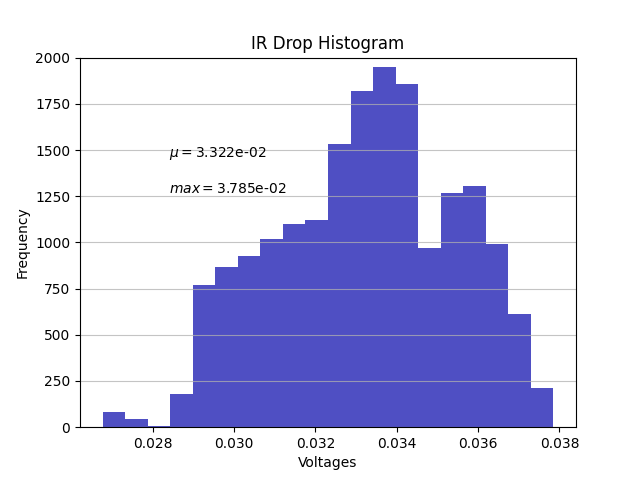 IR Drop Histogram
2000
1750
1500
1250
1000
750
500
250
0
Frequency
μ = 3.322e-02
max = 3.785e-02
0.028 0.030 0.032 0.034 0.036 0.038
Voltages